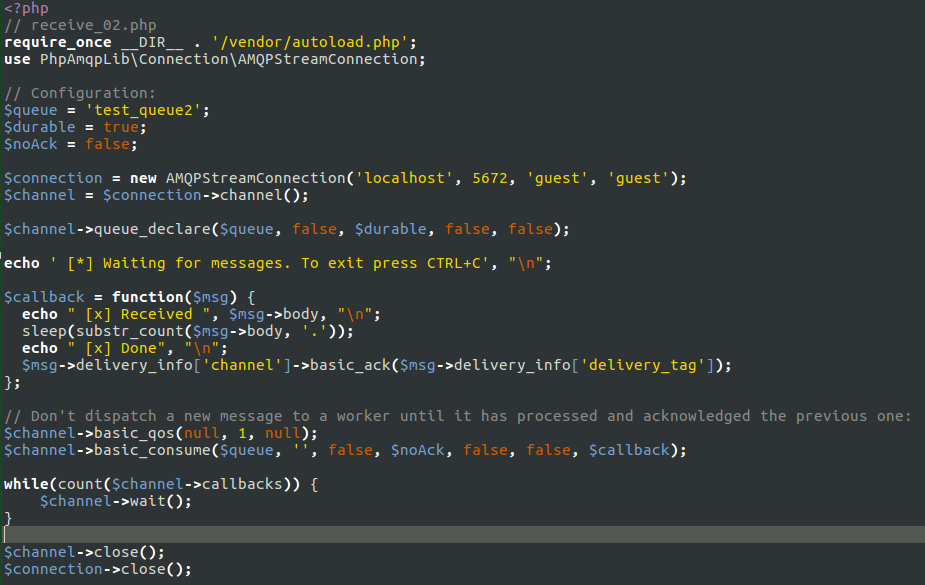 <?php
// receive_02.php
require_once __DIR__ . '/vendor/autoload.php';
use PhpAmqpLib\Connection\AMQPStreamConnection;

// Configuration:
$queue = 'test_queue2';
$durable = true;
$noAck = false;

$connection = new AMQPStreamConnection('localhost', 5672, 'guest', 'guest');
$channel = $connection->channel();

$channel->queue_declare($queue, false, $durable, false, false);

echo ' [*] Waiting for messages. To exit press CTRL+C', "\n";

$callback = function($msg) {
  echo " [x] Received ", $msg->body, "\n";
  sleep(substr_count($msg->body, '.'));
  echo " [x] Done", "\n";
  $msg->delivery_info['channel']->basic_ack($msg->delivery_info['delivery_tag']);
};

// Don't dispatch a new message to a worker until it has processed and acknowledged the previous one:
$channel->basic_qos(null, 1, null);
$channel->basic_consume($queue, '', false, $noAck, false, false, $callback);

while(count($channel->callbacks)) {
    $channel->wait();
}

$channel->close();
$connection->close();